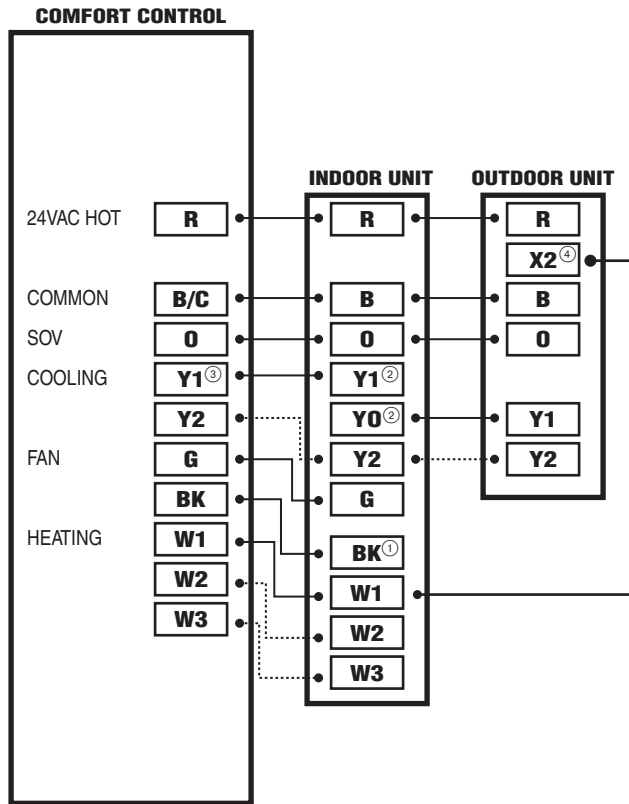 COMFORT CONTROL
INDOOR UNIT OUTDOOR UNIT
24VAC HOT R R R
X2④
COMMON B/C B B
SOV O O O
COOLING Y1③ Y1②
Y2 YO② Y1
FAN G Y2 Y2
BK G
HEATING W1 BK①
W2 W1
W3 W2
W3